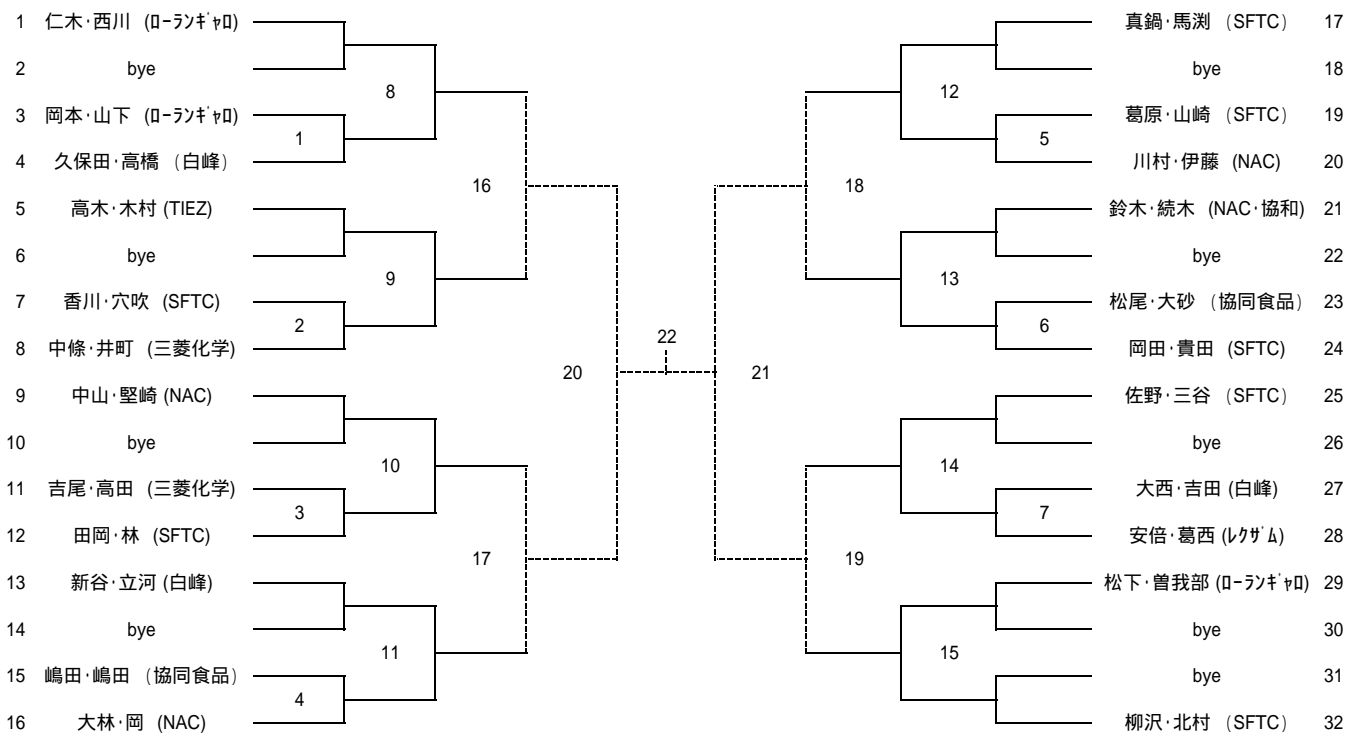 1 仁木･西川 (ﾛｰﾗﾝｷﾞｬﾛ)
2 bye
8
3 岡本･山下 (ﾛｰﾗﾝｷﾞｬﾛ)
1
4 久保田･高橋 (白峰)
16
5 高木･木村 (TIEZ)
6 bye
9
7 香川･穴吹 (SFTC)
2
8 中條･井町 (三菱化学)
20
9 中山･堅崎 (NAC)
10 bye
10
11 吉尾･高田 (三菱化学)
3
12 田岡･林 (SFTC)
17
13 新谷･立河 (白峰)
14 bye
11
15 嶋田･嶋田 (協同食品)
4
16 大林･岡 (NAC)
22
真鍋･馬渕 (SFTC) 17
bye 18
12
葛原･山崎 (SFTC) 19
5
川村･伊藤 (NAC) 20
18
鈴木･続木 (NAC･協和) 21
bye 22
13
松尾･大砂 (協同食品) 23
6
岡田･貴田 (SFTC) 24
21
佐野･三谷 (SFTC) 25
bye 26
14
大西･吉田 (白峰) 27
7
安倍･葛西 (ﾚｸｻﾞﾑ) 28
19
松下･曽我部 (ﾛｰﾗﾝｷﾞｬﾛ) 29
bye 30
15
bye 31
柳沢･北村 (SFTC) 32